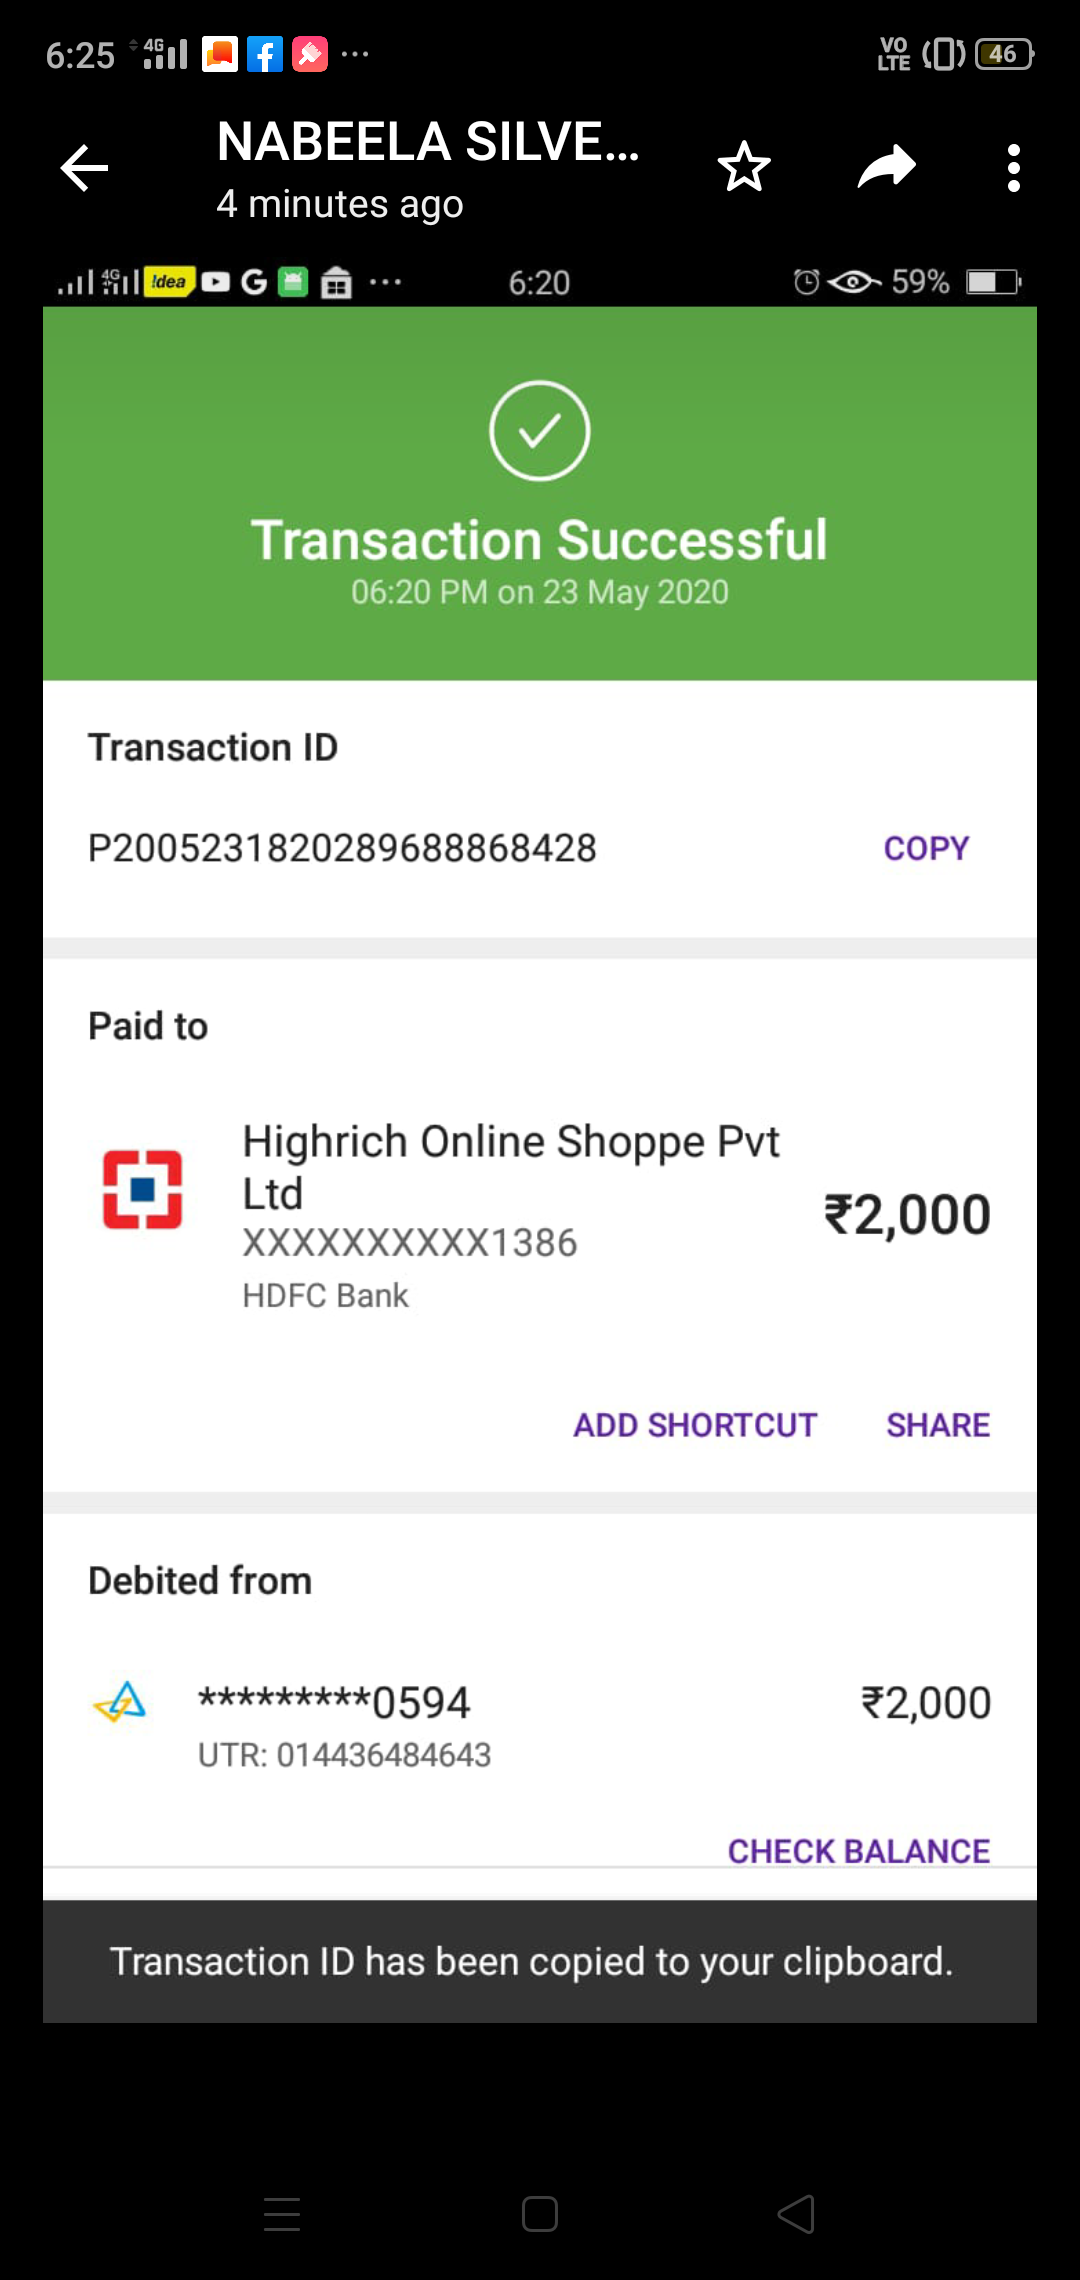 6:25 4G VO LTE 46
NABEELA SILVE...
4 minutes ago
4G !dea G 6:20 59%
Transaction Successful
06:20 PM on 23 May 2020
Transaction ID
P2005231820289688868428 COPY
Paid to
Highrich Online Shoppe Pvt
Ltd
₹2,000
XXXXXXXXXX1386
HDFC Bank
ADD SHORTCUT SHARE
Debited from
*********0594 ₹2,000
UTR: 014436484643
CHECK BALANCE
Transaction ID has been copied to your clipboard.